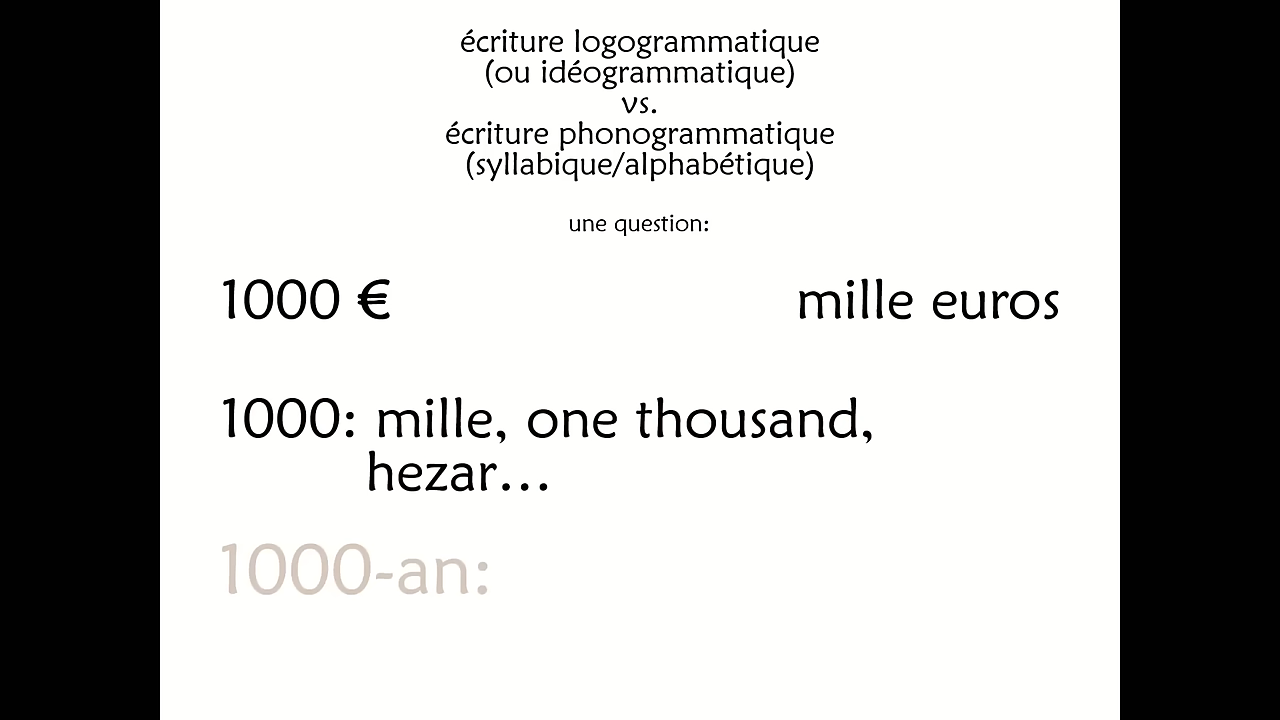 écriture logogrammatique
(ou idéogrammatique)
vs.
écriture phonogrammatique
(syllabique/alphabétique)
une question:
1000 € mille euros
1000: mille, one thousand,
hezar...
1000-an: